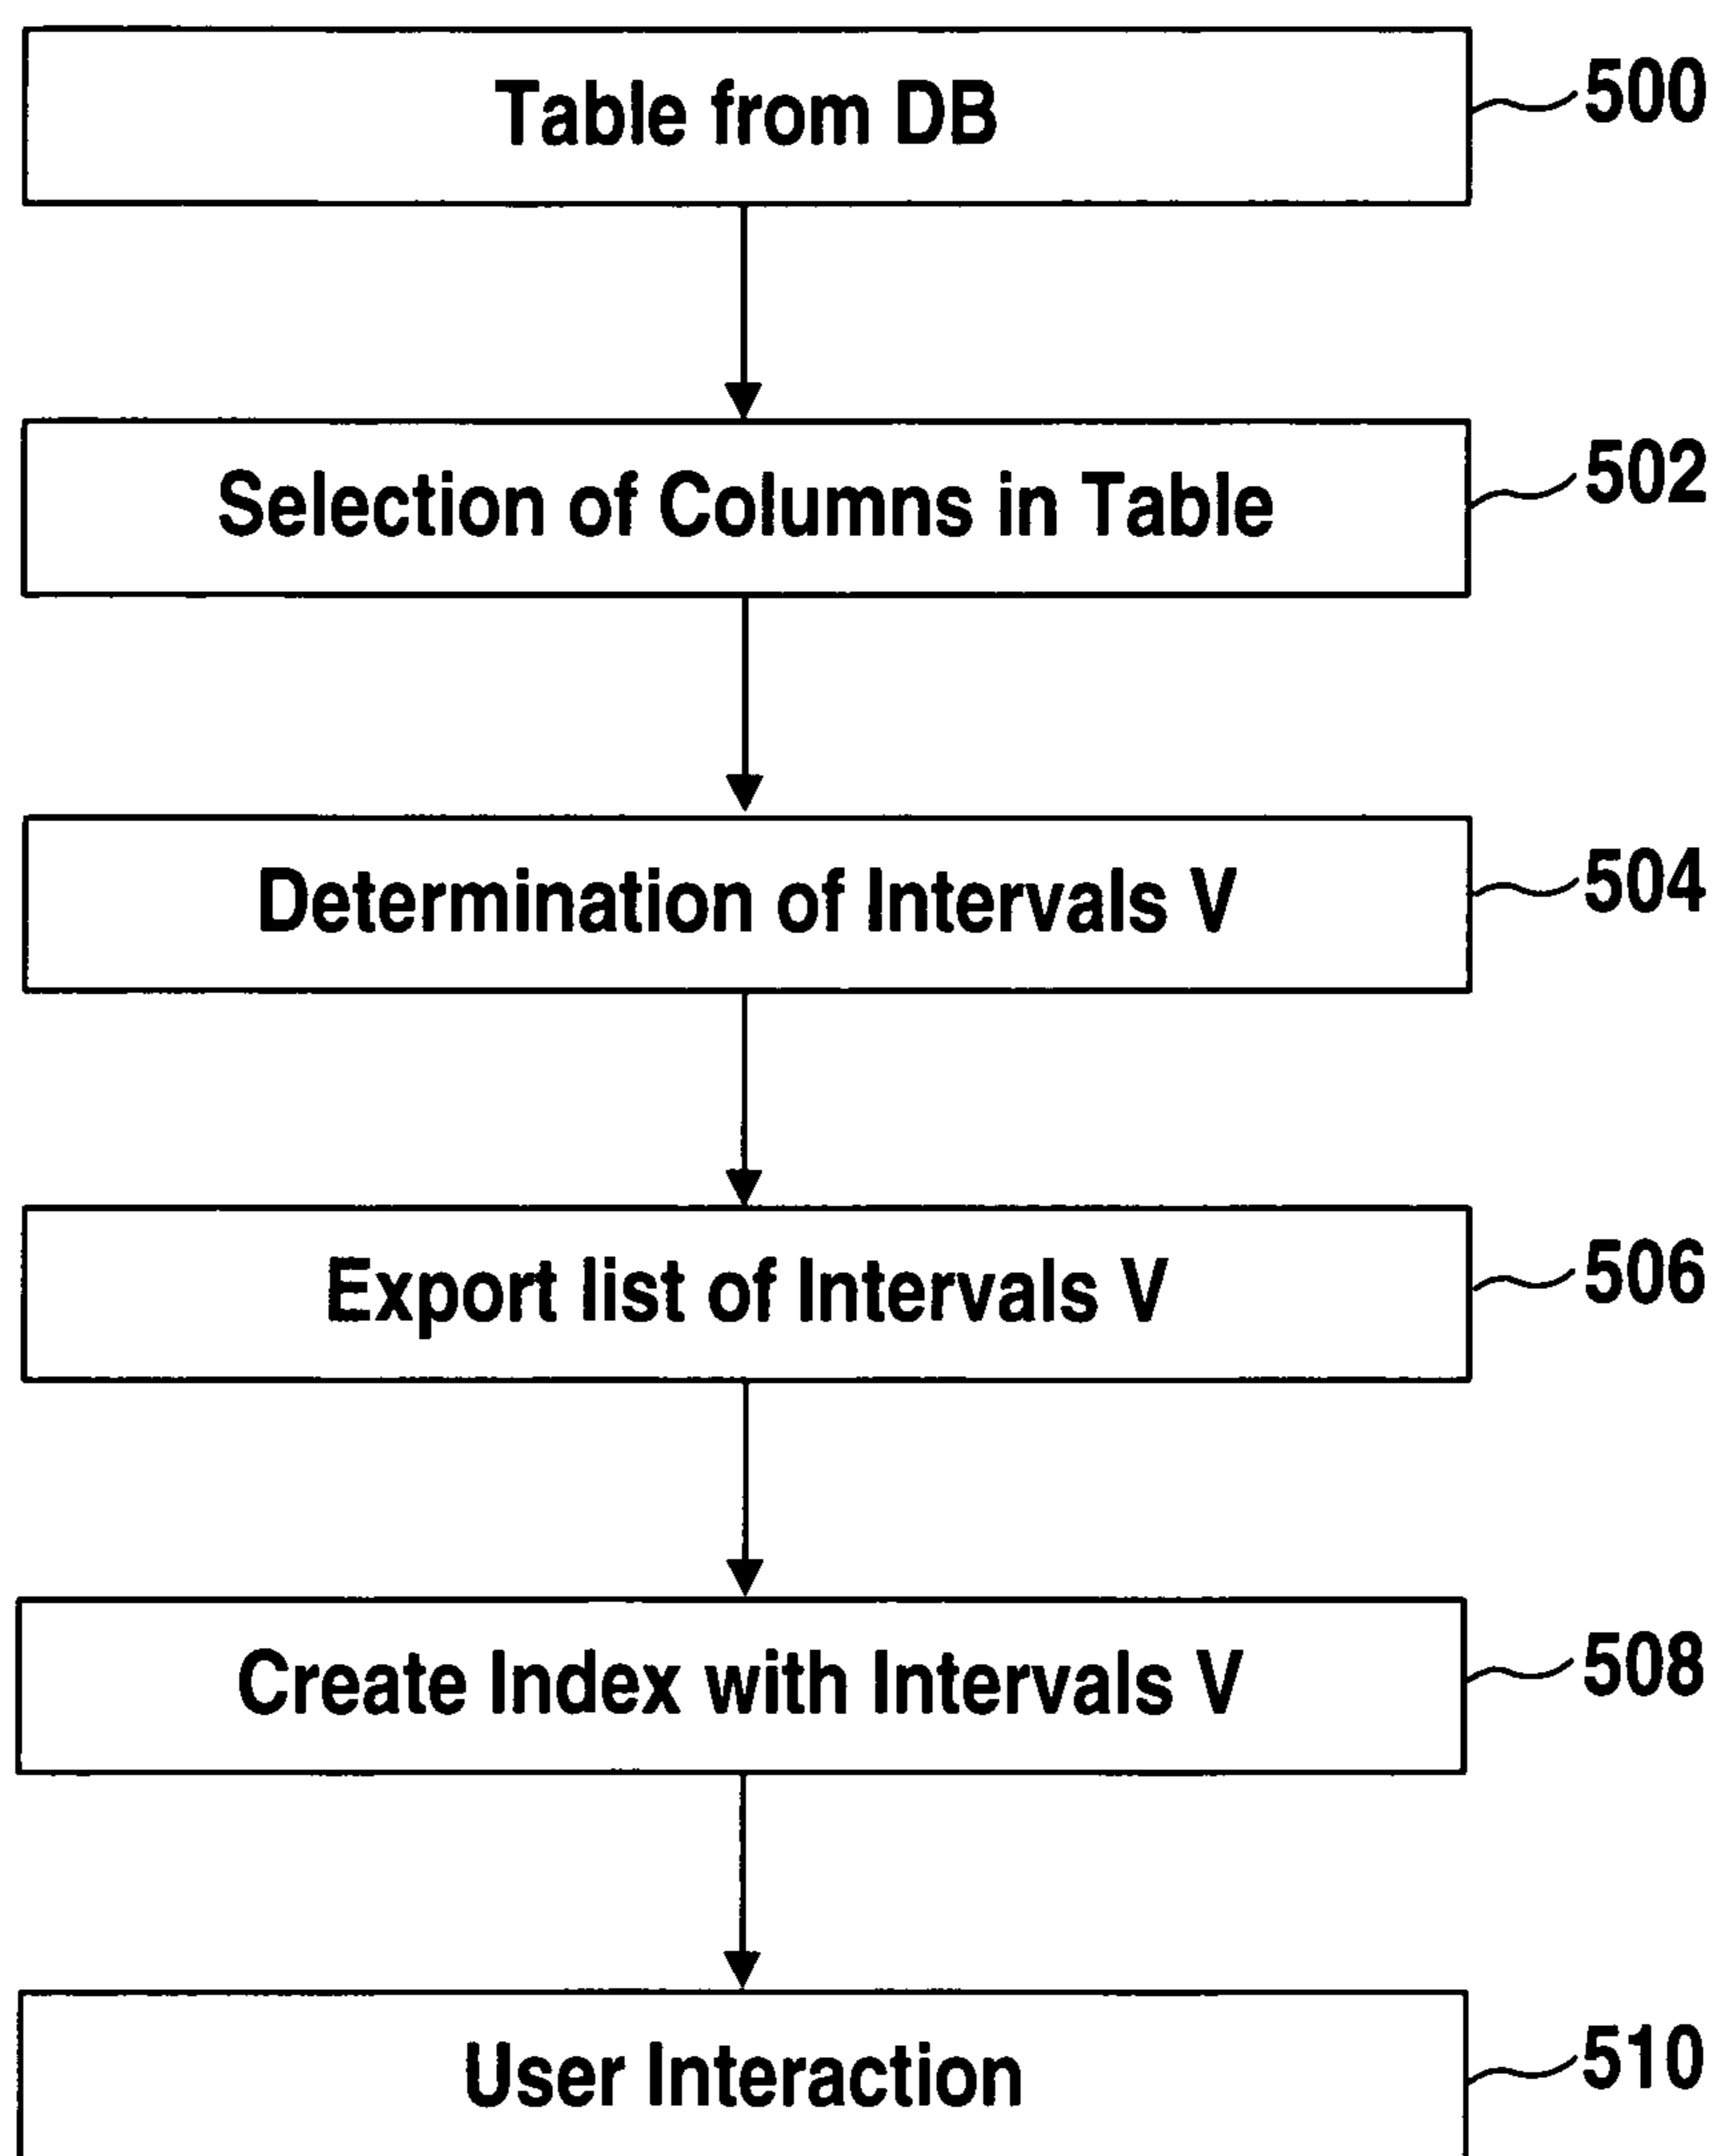 Table from DB 500
Selection of Columns in Table 502
Determination of Intervals V 504
Export list of Intervals V 506
Create Index with Intervals V 508
User Interaction 510